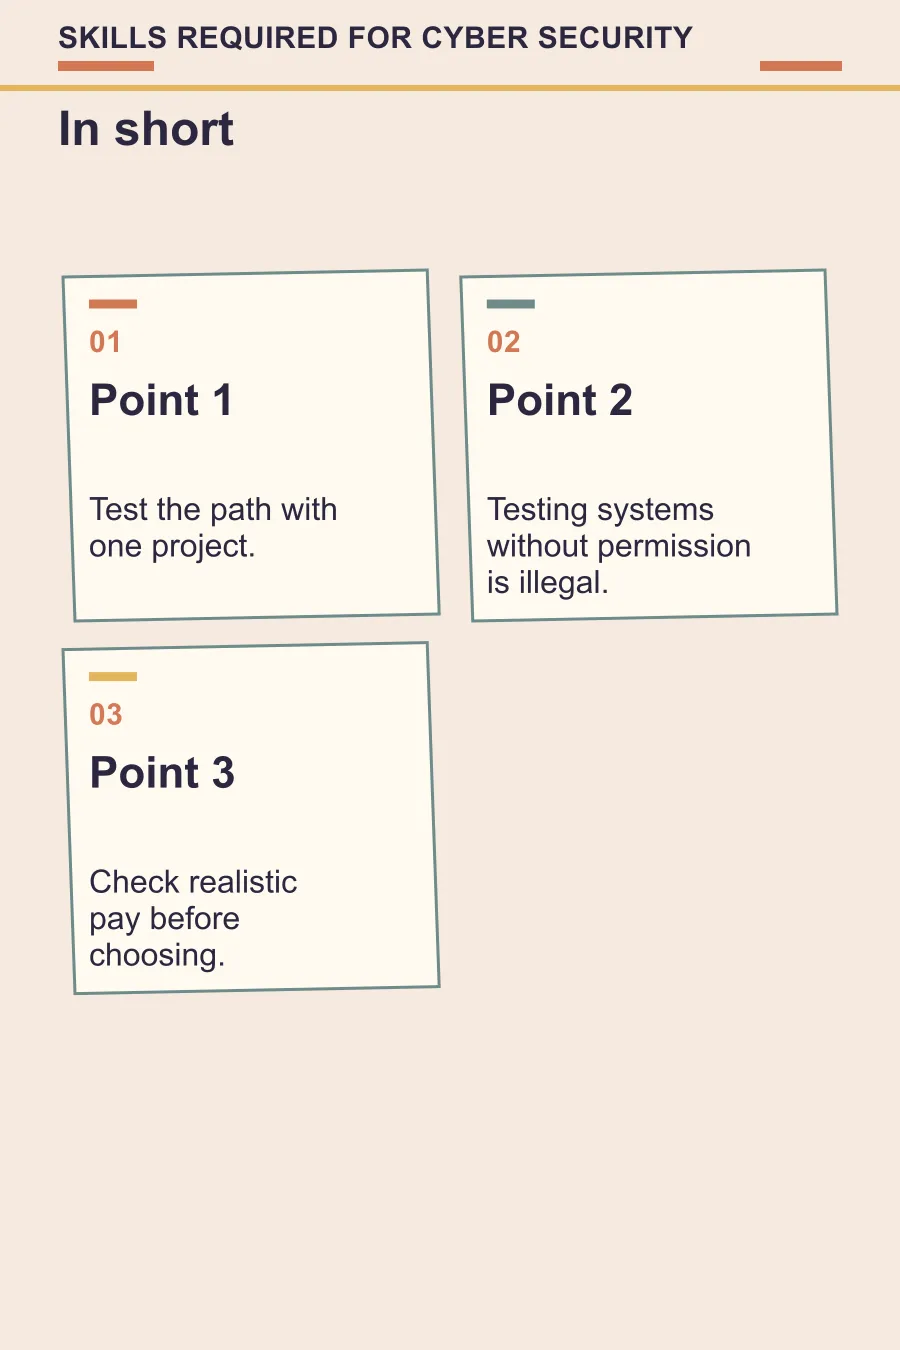 SKILLS REQUIRED FOR CYBER SECURITY
In short
01
Point 1
Test the path with
one project.
02
Point 2
Testing systems
without permission
is illegal.
03
Point 3
Check realistic
pay before
choosing.